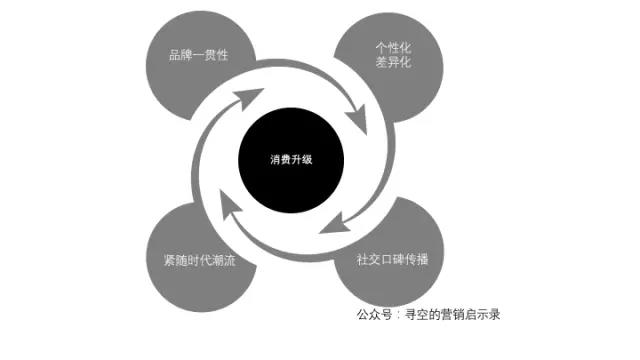 品牌一贯性
个性化
差异化
消费升级
紧随时代潮流
社交口碑传播
公众号：寻空的营销启示录